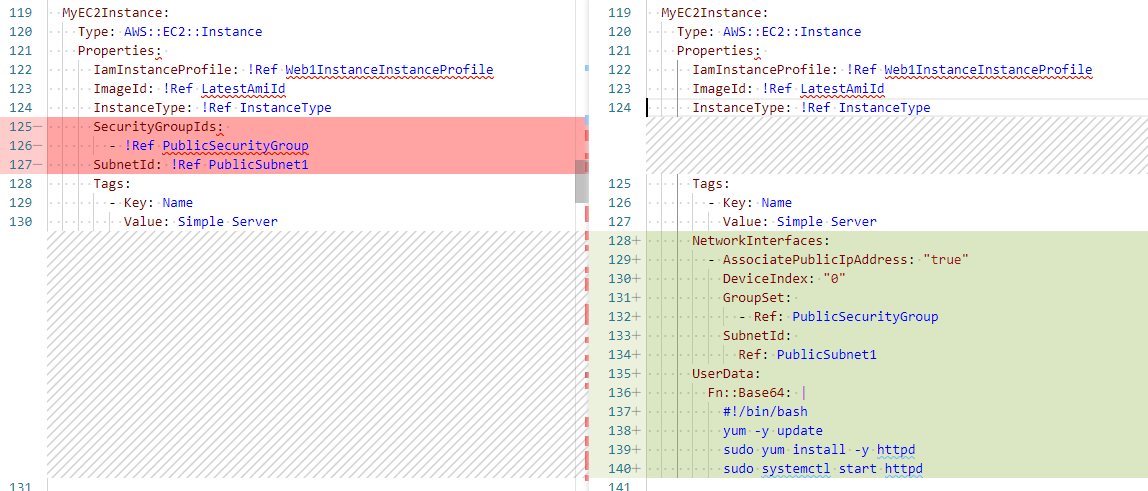 119 MyEC2Instance:
120 Type: AWS::EC2::Instance
121 Properties:
122 IamInstanceProfile: !Ref Web1InstanceInstanceProfile
123 ImageId: !Ref LatestAmiId
124 InstanceType: !Ref InstanceType
125- SecurityGroupIds:
126- - !Ref PublicSecurityGroup
127- SubnetId: !Ref PublicSubnet1
128 Tags:
129 - Key: Name
130 Value: Simple Server
131
119 MyEC2Instance:
120 Type: AWS::EC2::Instance
121 Properties:
122 IamInstanceProfile: !Ref Web1InstanceInstanceProfile
123 ImageId: !Ref LatestAmiId
124 InstanceType: !Ref InstanceType
125 Tags:
126 - Key: Name
127 Value: Simple Server
128+ NetworkInterfaces:
129+ - AssociatePublicIpAddress: "true"
130+ DeviceIndex: "0"
131+ GroupSet:
132+ - Ref: PublicSecurityGroup
133+ SubnetId:
134+ Ref: PublicSubnet1
135+ UserData:
136+ Fn::Base64: |
137+ #!/bin/bash
138+ yum -y update
139+ sudo yum install -y httpd
140+ sudo systemctl start httpd
141